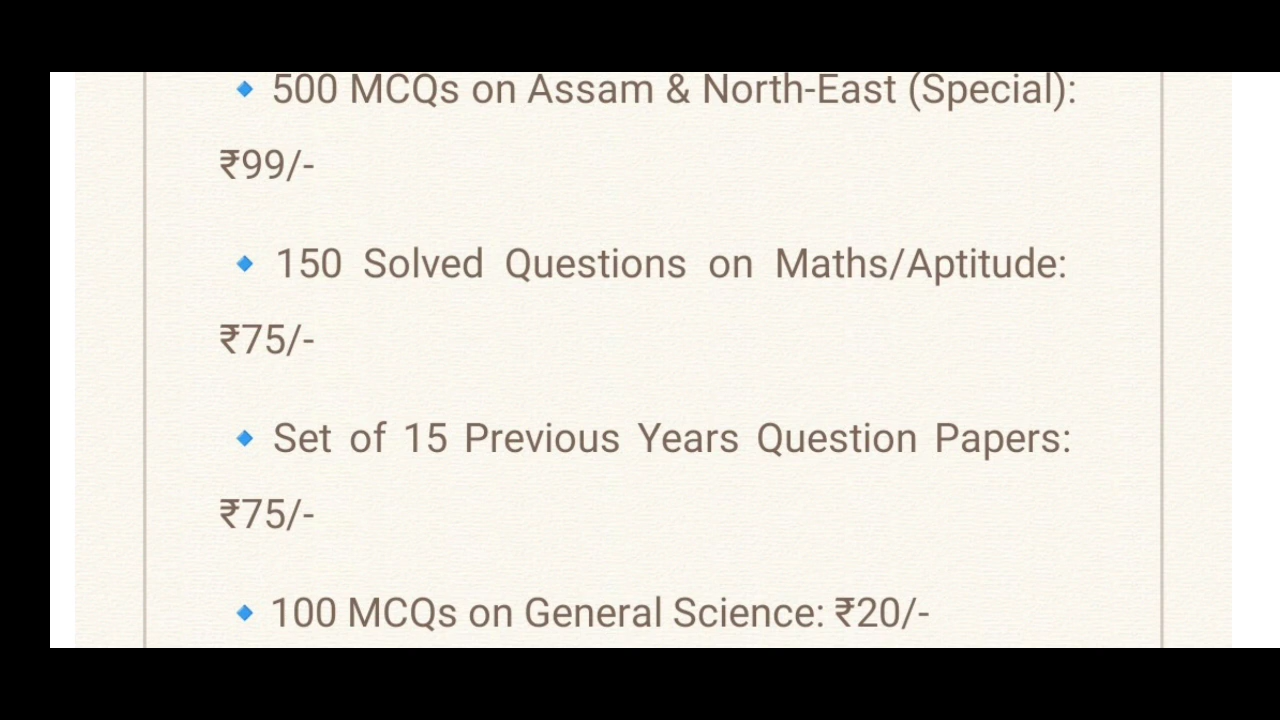 🔹 500 MCQs on Assam & North-East (Special):
₹99/-
🔹 150 Solved Questions on Maths/Aptitude:
₹75/-
🔹 Set of 15 Previous Years Question Papers:
₹75/-
🔹 100 MCQs on General Science: ₹20/-